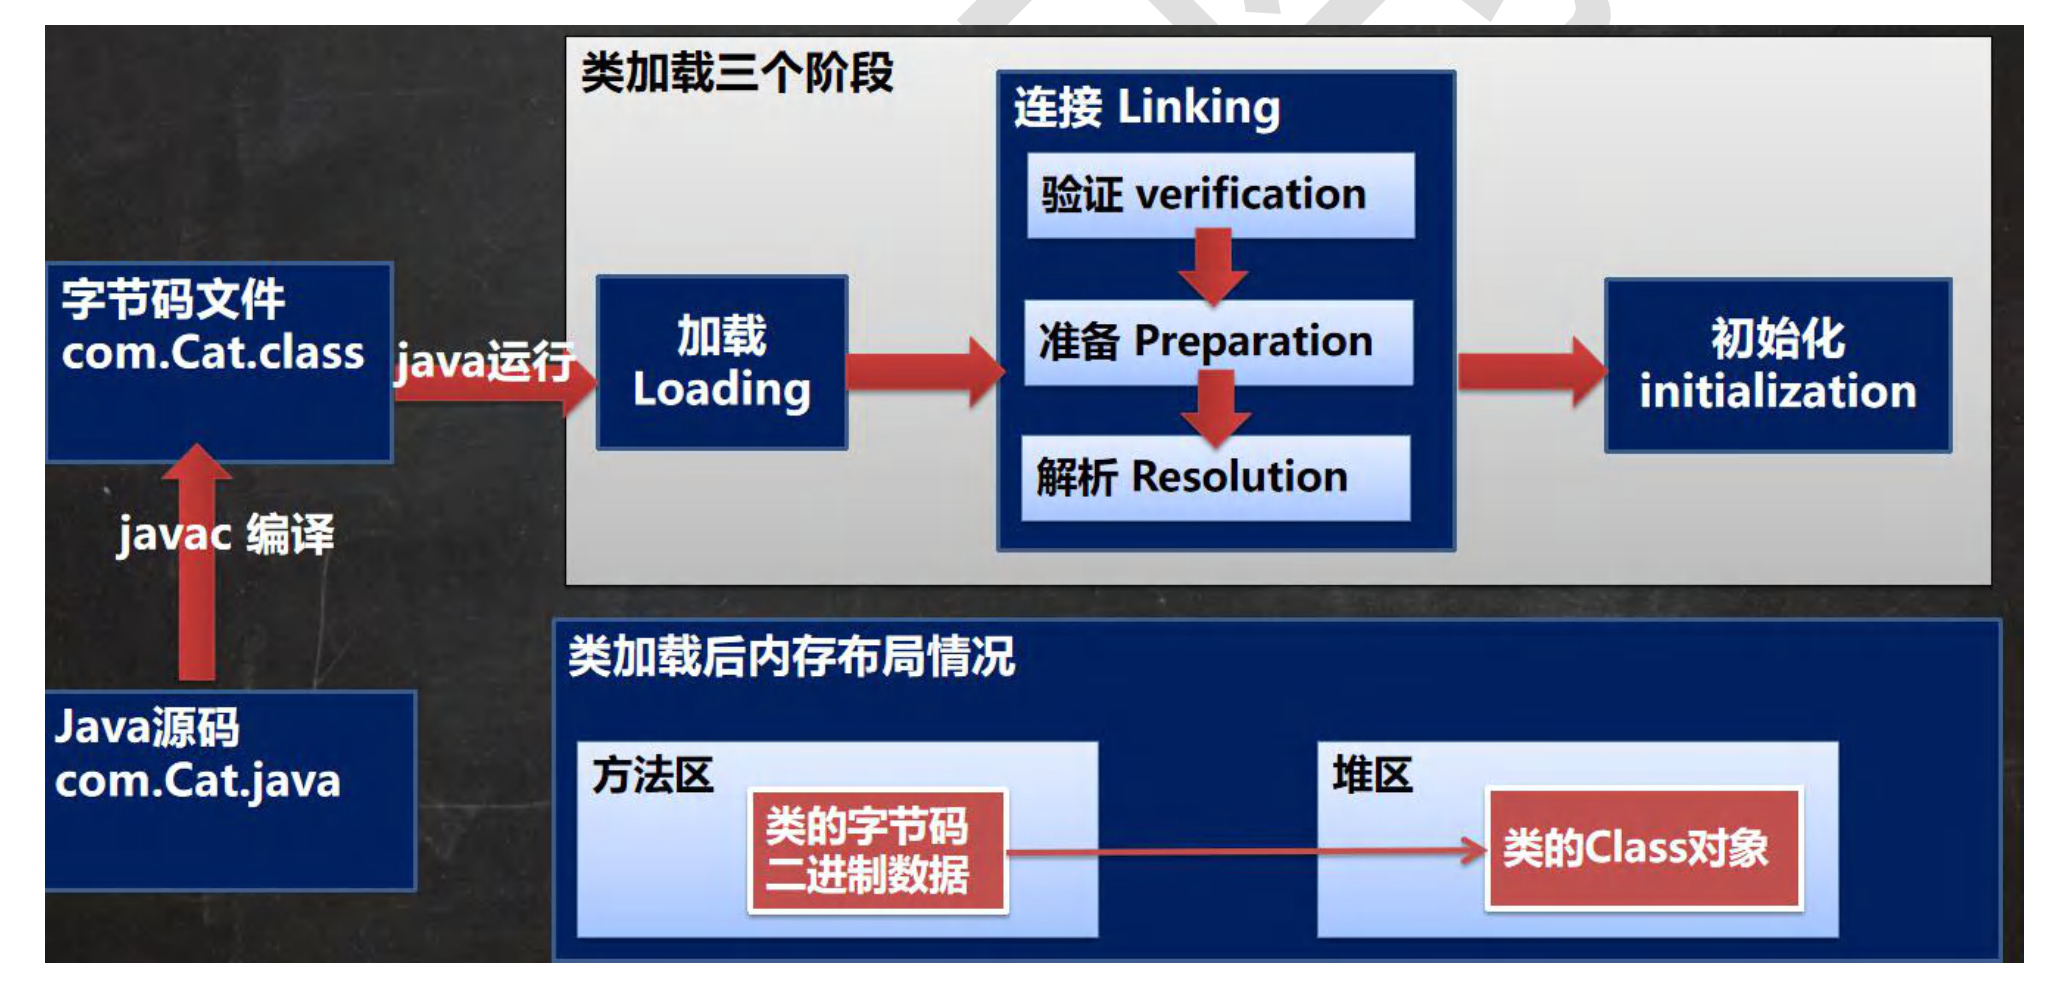 类加载三个阶段
连接 Linking
验证 verification
准备 Preparation
解析 Resolution
字节码文件
com.Cat.class
java运行
加载
Loading
初始化
initialization
javac 编译
Java源码
com.Cat.java
类加载后内存布局情况
方法区
类的字节码
二进制数据
堆区
类的Class对象